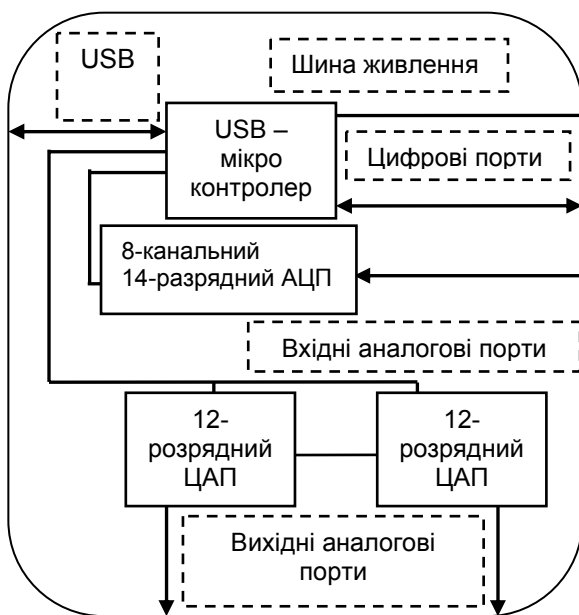 USB
Шина живлення
USB –
мікро
контролер
Цифрові порти
8-канальний
14-разрядний АЦП
Вхідні аналогові порти
12-
розрядний
ЦАП
12-
розрядний
ЦАП
Вихідні аналогові
порти